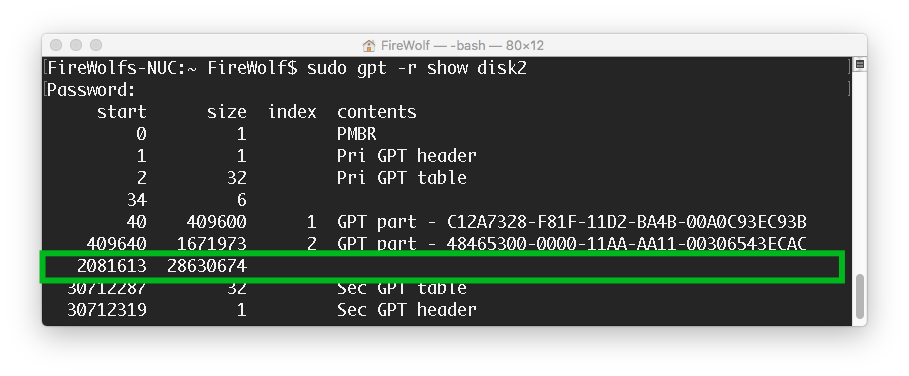 FireWolf — -bash — 80×12
FireWolfs-NUC:~ FireWolf$ sudo gpt -r show disk2
Password:
start size index contents
0 1 PMBR
1 1 Pri GPT header
2 32 Pri GPT table
34 6
40 409600 1 GPT part - C12A7328-F81F-11D2-BA4B-00A0C93EC93B
409640 1671973 2 GPT part - 48465300-0000-11AA-AA11-00306543ECAC
2081613 28630674
30712287 32 Sec GPT table
30712319 1 Sec GPT header